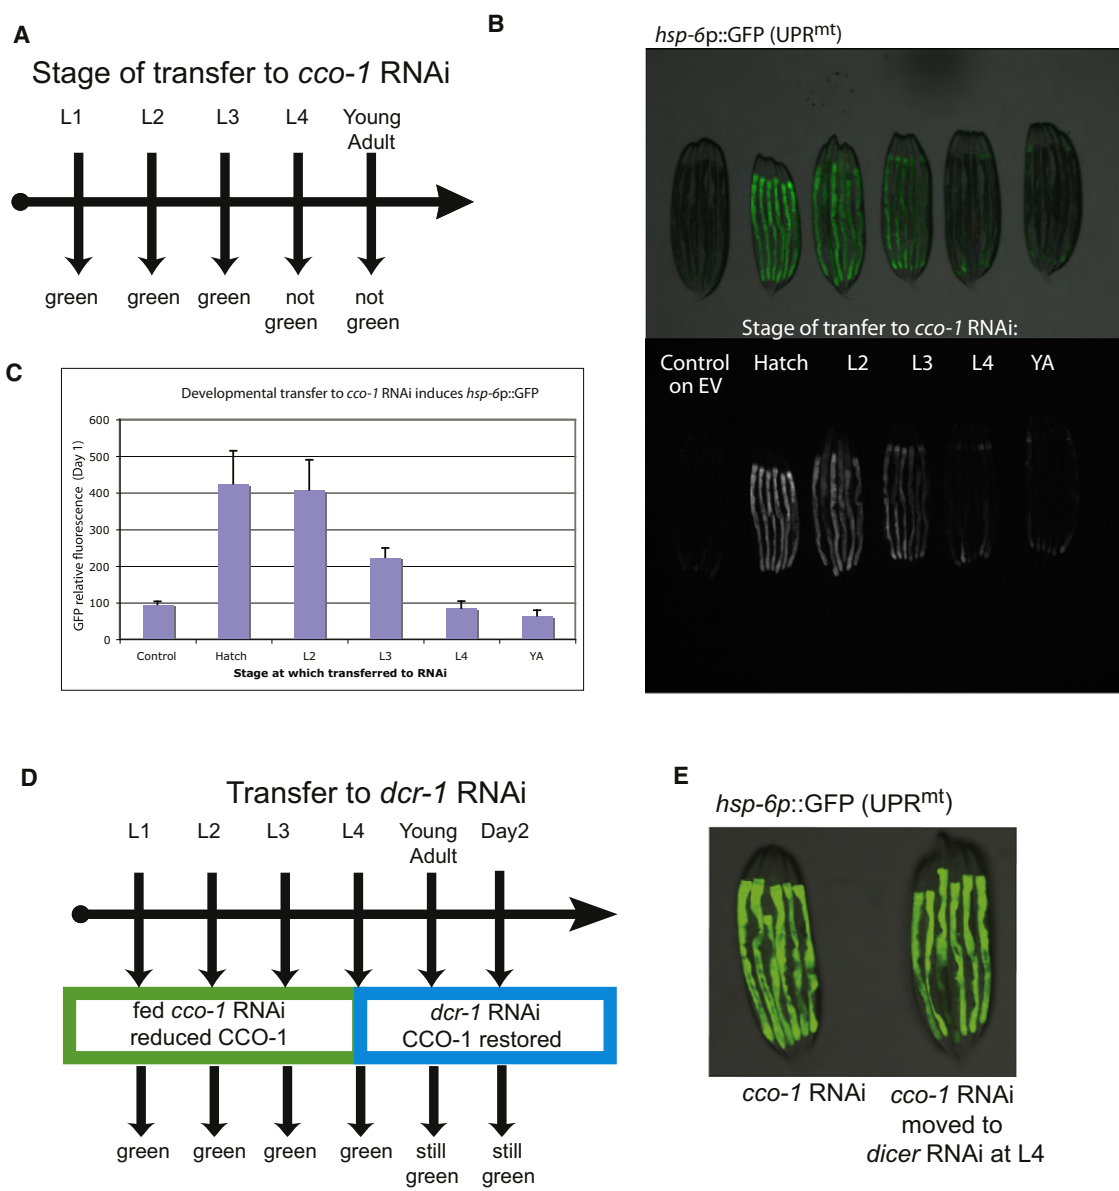 A
Stage of transfer to cco-1 RNAi
L1 L2 L3 L4 Young
Adult
green green green not not
green green
B
hsp-6p::GFP (UPRmt)
Stage of tranfer to cco-1 RNAi:
Control Hatch L2 L3 L4 YA
on EV
C
Developmental transfer to cco-1 RNAi induces hsp-6p::GFP
GFP relative fluorescence (Day 1)
600
500
400
300
200
100
0
Control Hatch L2 L3 L4 YA
Stage at which transferred to RNAi
D
Transfer to dcr-1 RNAi
L1 L2 L3 L4 Young Day2
Adult
fed cco-1 RNAi
reduced CCO-1
dcr-1 RNAi
CCO-1 restored
green green green green still still
green green
E
hsp-6p::GFP (UPRmt)
cco-1 RNAi
cco-1 RNAi
moved to
dicer RNAi at L4